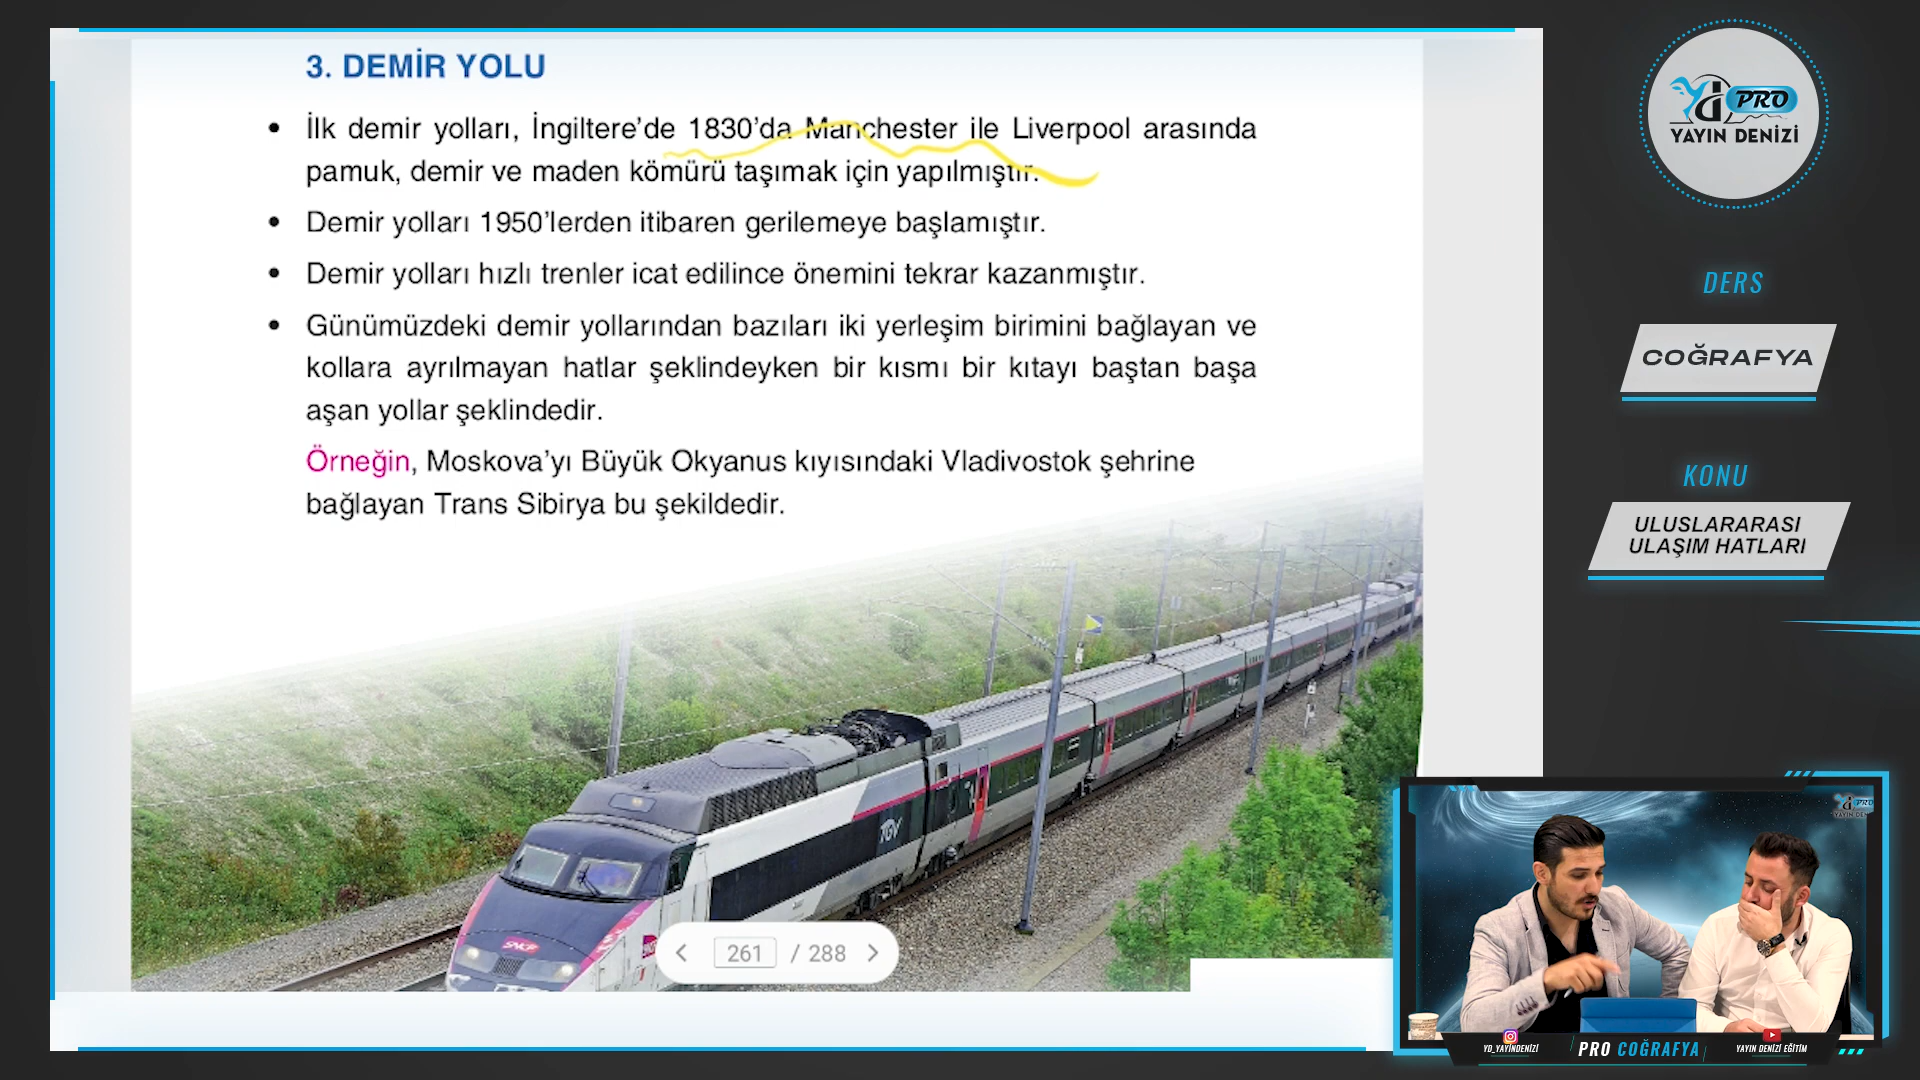 3. DEMİR YOLU
• İlk demir yolları, İngiltere’de 1830’da Manchester ile Liverpool arasında
pamuk, demir ve maden kömürü taşımak için yapılmıştır.
• Demir yolları 1950’lerden itibaren gerilemeye başlamıştır.
• Demir yolları hızlı trenler icat edilince önemini tekrar kazanmıştır.
• Günümüzdeki demir yollarından bazıları iki yerleşim birimini bağlayan ve
kollara ayrılmayan hatlar şeklindeyken bir kısmı bir kıtayı baştan başa
aşan yollar şeklindedir.
Örneğin, Moskova’yı Büyük Okyanus kıyısındaki Vladivostok şehrine
bağlayan Trans Sibirya bu şekildedir.
TGV
SNCF
261 / 288
Yd PRO
YAYIN DENİZİ
DERS
COĞRAFYA
KONU
ULUSLARARASI
ULAŞIM HATLARI
YD_YAYINDENİZİ
PRO COĞRAFYA
YAYIN DENİZİ EĞİTİM